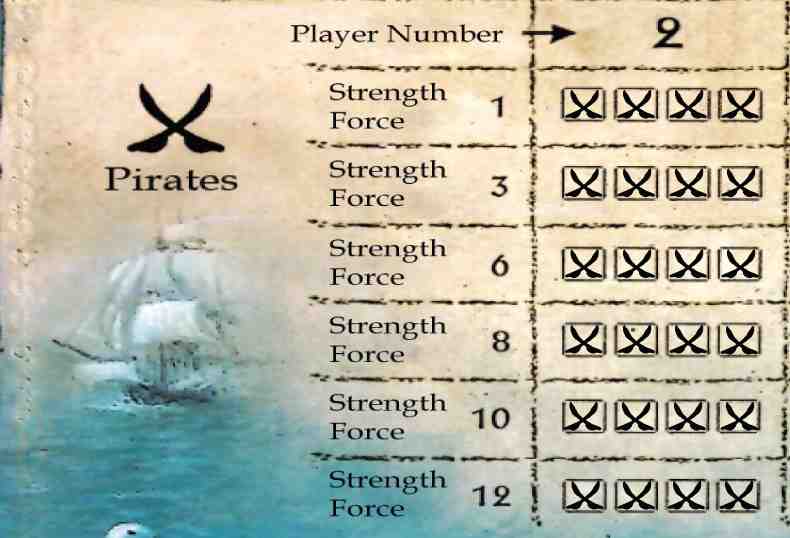 Player Number 2
Strength
Force 1
Pirates
Strength
Force 3
Strength
Force 6
Strength
Force 8
Strength
Force 10
Strength
Force 12